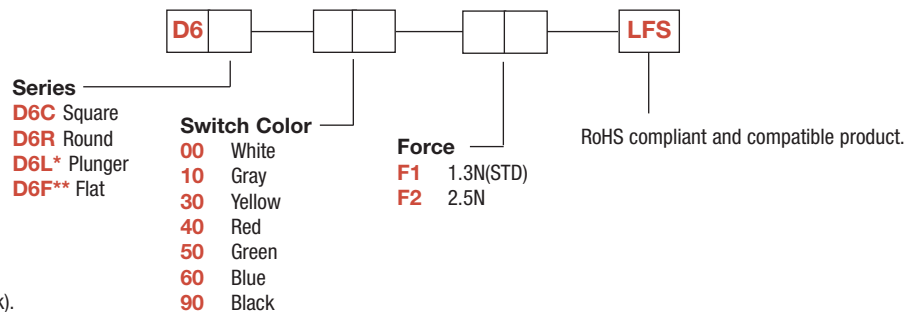 D6 LFS
Series
D6C Square
D6R Round
D6L* Plunger
D6F** Flat
Switch Color
00 White
10 Gray
30 Yellow
40 Red
50 Green
60 Blue
90 Black
Force
F1 1.3N(STD)
F2 2.5N
RoHS compliant and compatible product.
k).